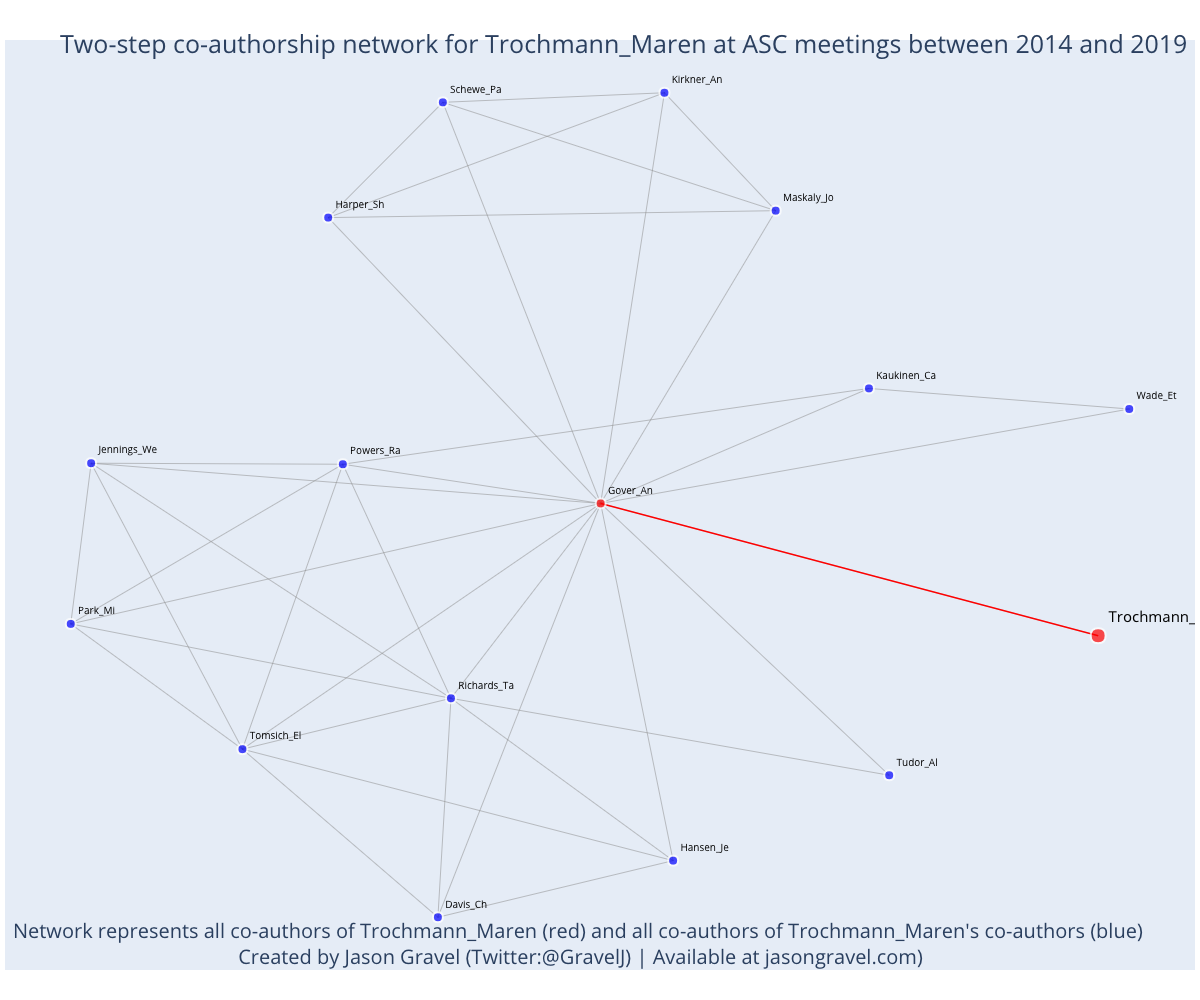 Two-step co-authorship network for Trochmann_Maren at ASC meetings between 2014 and 2019
Kirkner_An
Schewe_Pa
Maskaly_Jo
Harper_Sh
Kaukinen_Ca
Wade_Et
Jennings_We
Powers_Ra
Gover_An
Park_Mi
Trochmann_
Richards_Ta
Tomsich_El
Tudor_Al
Hansen_Je
Davis_Ch
Network represents all co-authors of Trochmann_Maren (red) and all co-authors of Trochmann_Maren's co-authors (blue)
Created by Jason Gravel (Twitter:@GravelJ) | Available at jasongravel.com)